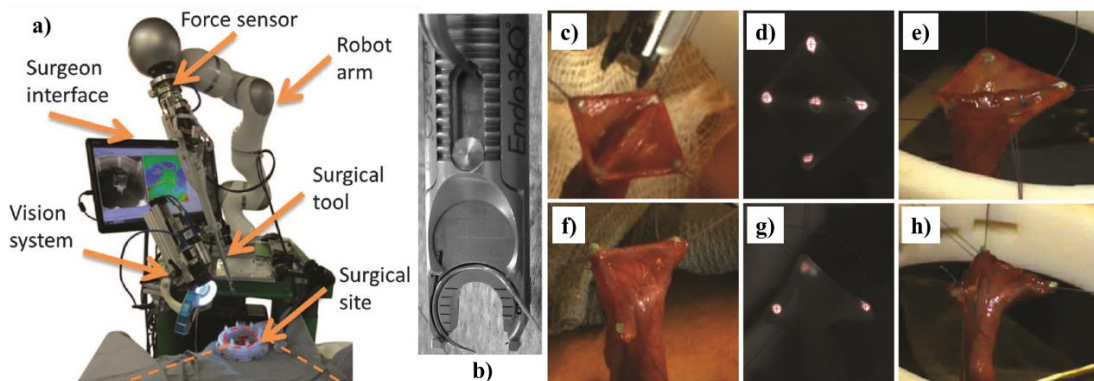 a)
Force sensor
Robot
arm
Surgeon
interface
Surgical
tool
Vision
system
Surgical
site
Endo360°
b)
c)
d)
e)
f)
g)
h)